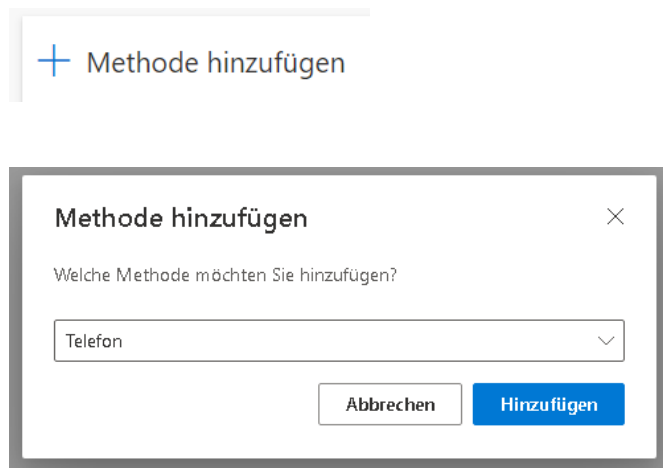 Methode hinzufügen
Methode hinzufügen
Welche Methode möchten Sie hinzufügen?
Telefon
Abbrechen Hinzufügen